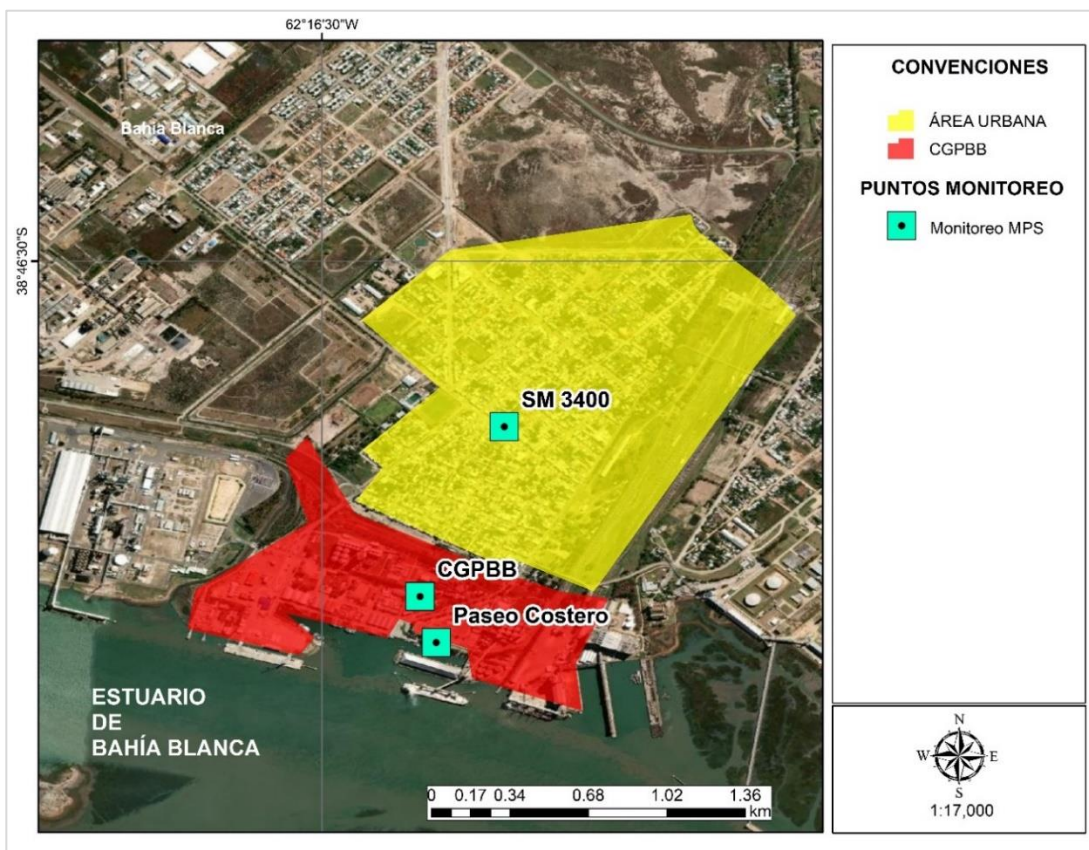 62°16'30"W
38°46'30"S
Bahía Blanca
SM 3400
CGPBB
Paseo Costero
ESTUARIO
DE
BAHÍA BLANCA
0 0.17 0.34 0.68 1.02 1.36
km
CONVENCIONES
ÁREA URBANA
CGPBB
PUNTOS MONITOREO
Monitoreo MPS
N
W E
S
1:17,000